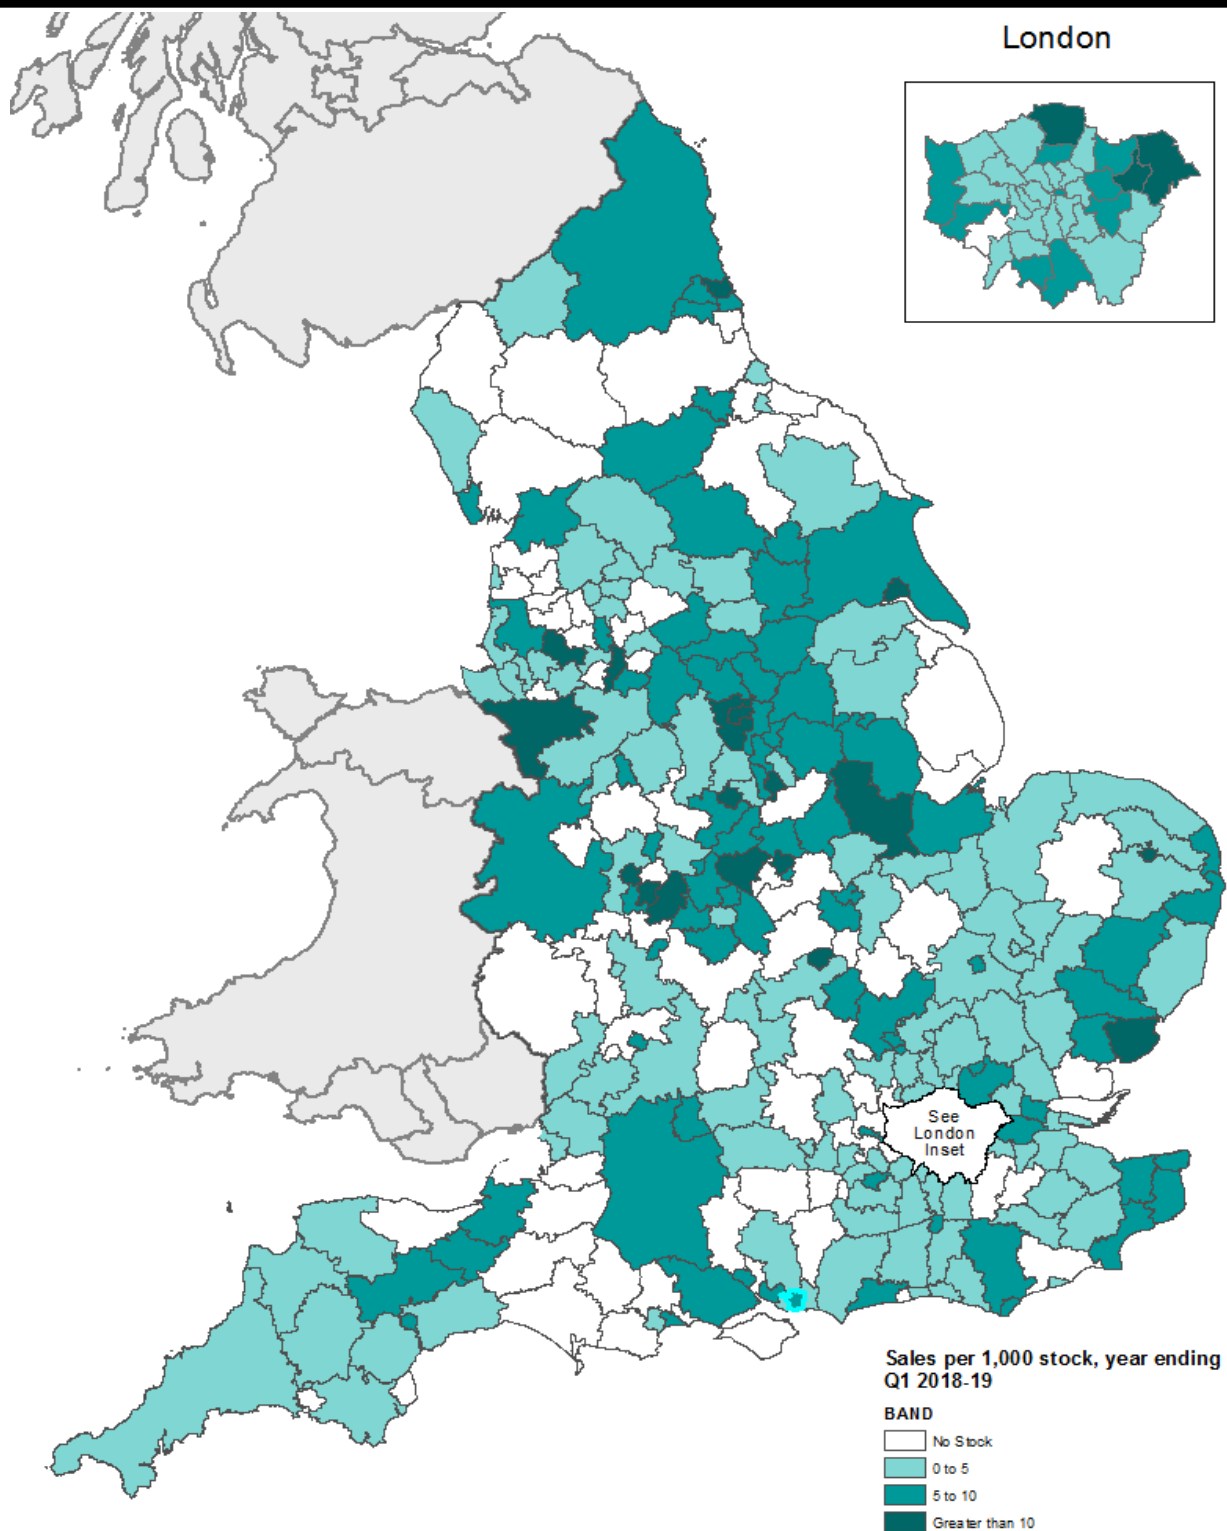 London
See
London
Inset
Sales per 1,000 stock, year ending
Q1 2018-19
BAND
No Stock
0 to 5
5 to 10
Greater than 10